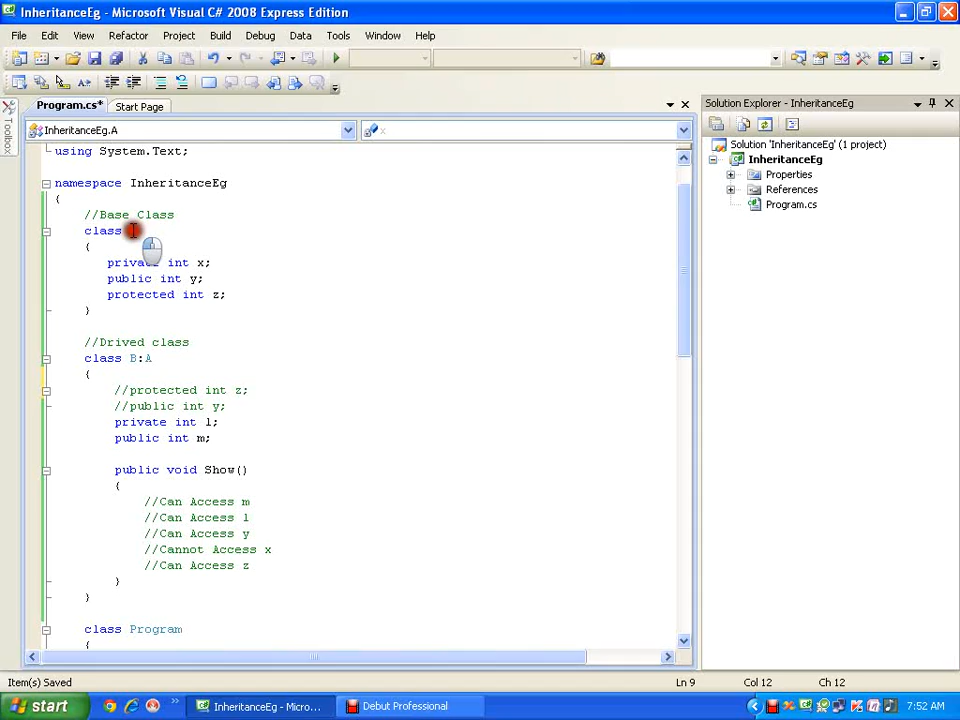 InheritanceEg - Microsoft Visual C# 2008 Express Edition
File Edit View Refactor Project Build Debug Data Tools Window Help
Toolbox
Program.cs* Start Page
InheritanceEg.A
x
using System.Text;
namespace InheritanceEg
{
//Base Class
class
{
private int x;
public int y;
protected int z;
}
//Drived class
class B:A
{
//protected int z;
//public int y;
private int l;
public int m;
public void Show()
{
//Can Access m
//Can Access l
//Can Access y
//Cannot Access x
//Can Access z
}
}
class Program
{
Solution Explorer - InheritanceEg
Solution 'InheritanceEg' (1 project)
InheritanceEg
Properties
References
Program.cs
Item(s) Saved Ln 9 Col 12 Ch 12
start InheritanceEg - Micro... Debut Professional 7:52 AM